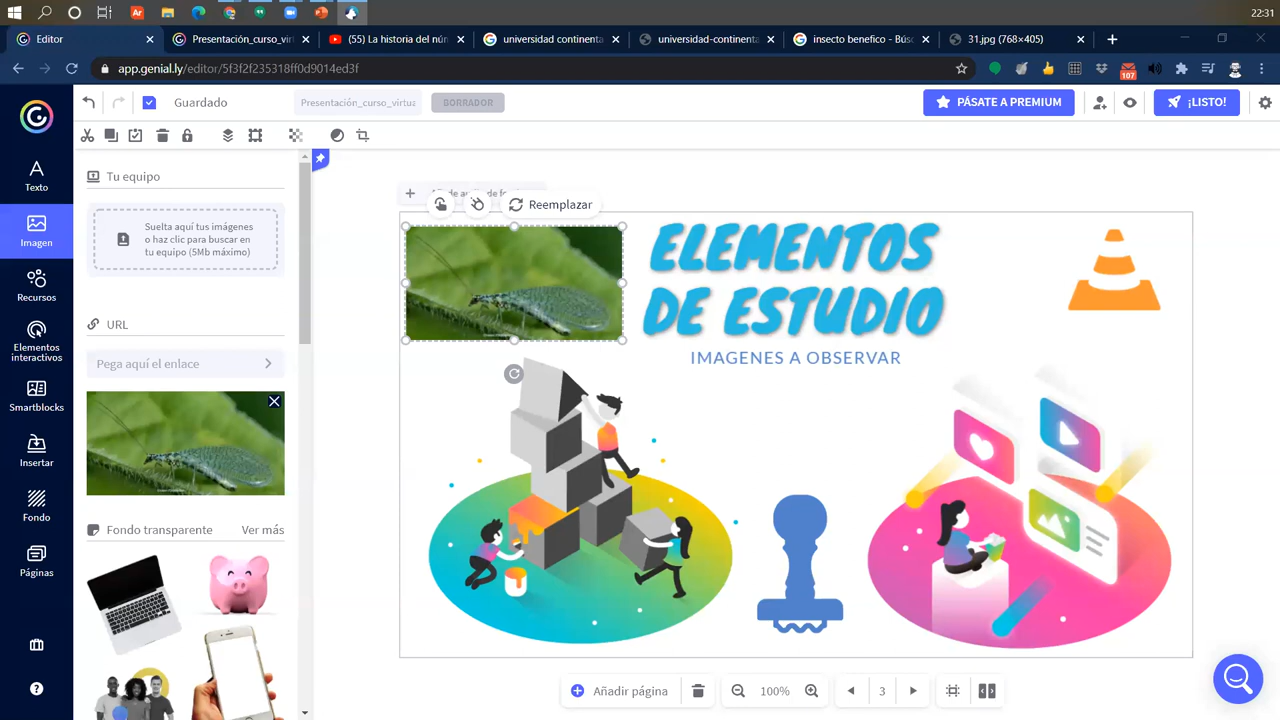 22:31
Editor
Presentación_curso_virt
(55) La historia del nú
universidad continenta
universidad-continenta
insecto benefico - Bús
31.jpg (768×405)
app.genial.ly/editor/5f3f2f235318ff0d9014ed3f
107
Guardado
Presentación_curso_virtua
BORRADOR
PÁSATE A PREMIUM
¡LISTO!
Texto
Imagen
Recursos
Elementos
interactivos
Smartblocks
Insertar
Fondo
Páginas
Tu equipo
Suelta aquí tus imágenes
o haz clic para buscar en
tu equipo (5Mb máximo)
URL
Pega aquí el enlace
Fondo transparente
Ver más
Reemplazar
ELEMENTOS
DE ESTUDIO
IMAGENES A OBSERVAR
Añadir página
100%
3